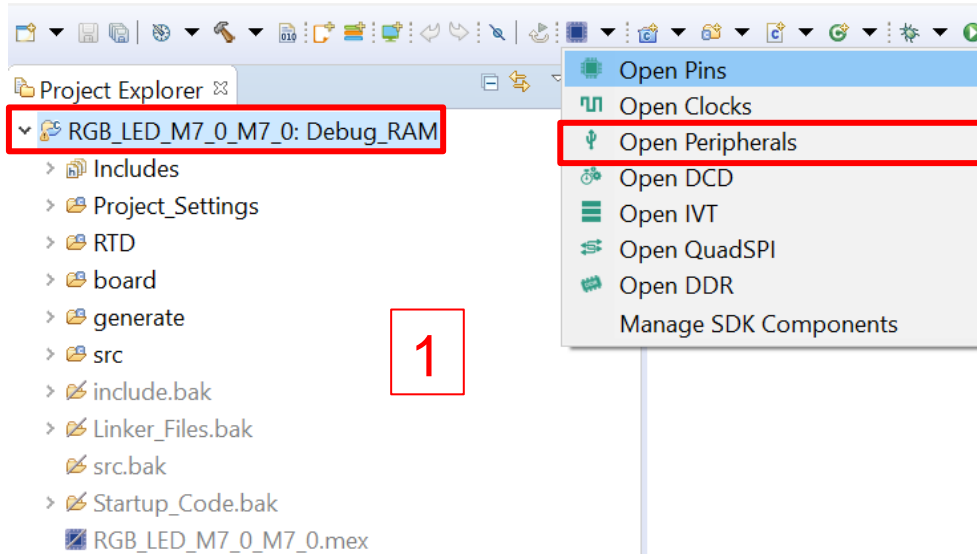 Project Explorer
RGB_LED_M7_0_M7_0: Debug_RAM
Includes
Project_Settings
RTD
board
generate
src
include.bak
Linker_Files.bak
src.bak
Startup_Code.bak
RGB_LED_M7_0_M7_0.mex
1
Open Pins
Open Clocks
Open Peripherals
Open DCD
Open IVT
Open QuadSPI
Open DDR
Manage SDK Components